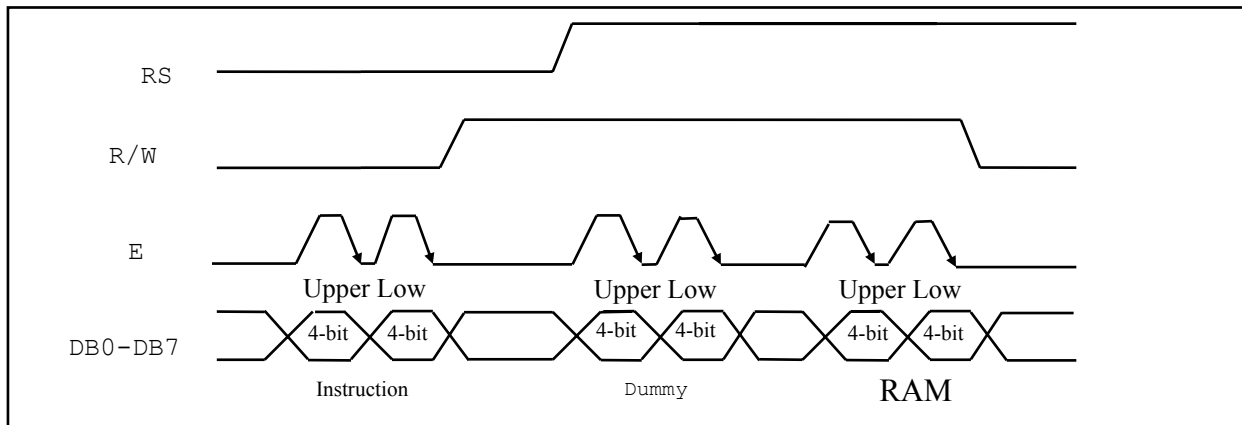 RS
R/W
E
Upper Low Upper Low Upper Low
DB0-DB7 4-bit 4-bit 4-bit 4-bit 4-bit 4-bit
Instruction Dummy RAM